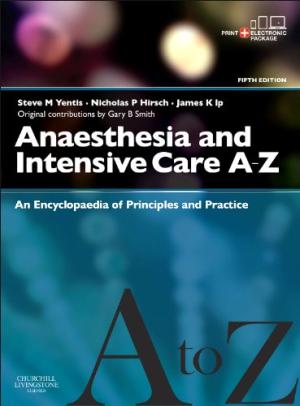 PRINT + ELECTRONIC
PACKAGE
FIFTH EDITION
Steve M Yentis • Nicholas P Hirsch • James K Ip
Original contributions by Gary B Smith
Anaesthesia and
Intensive Care A-Z
An Encyclopaedia of Principles and Practice
A to Z
CHURCHILL
LIVINGSTONE
ELSEVIER